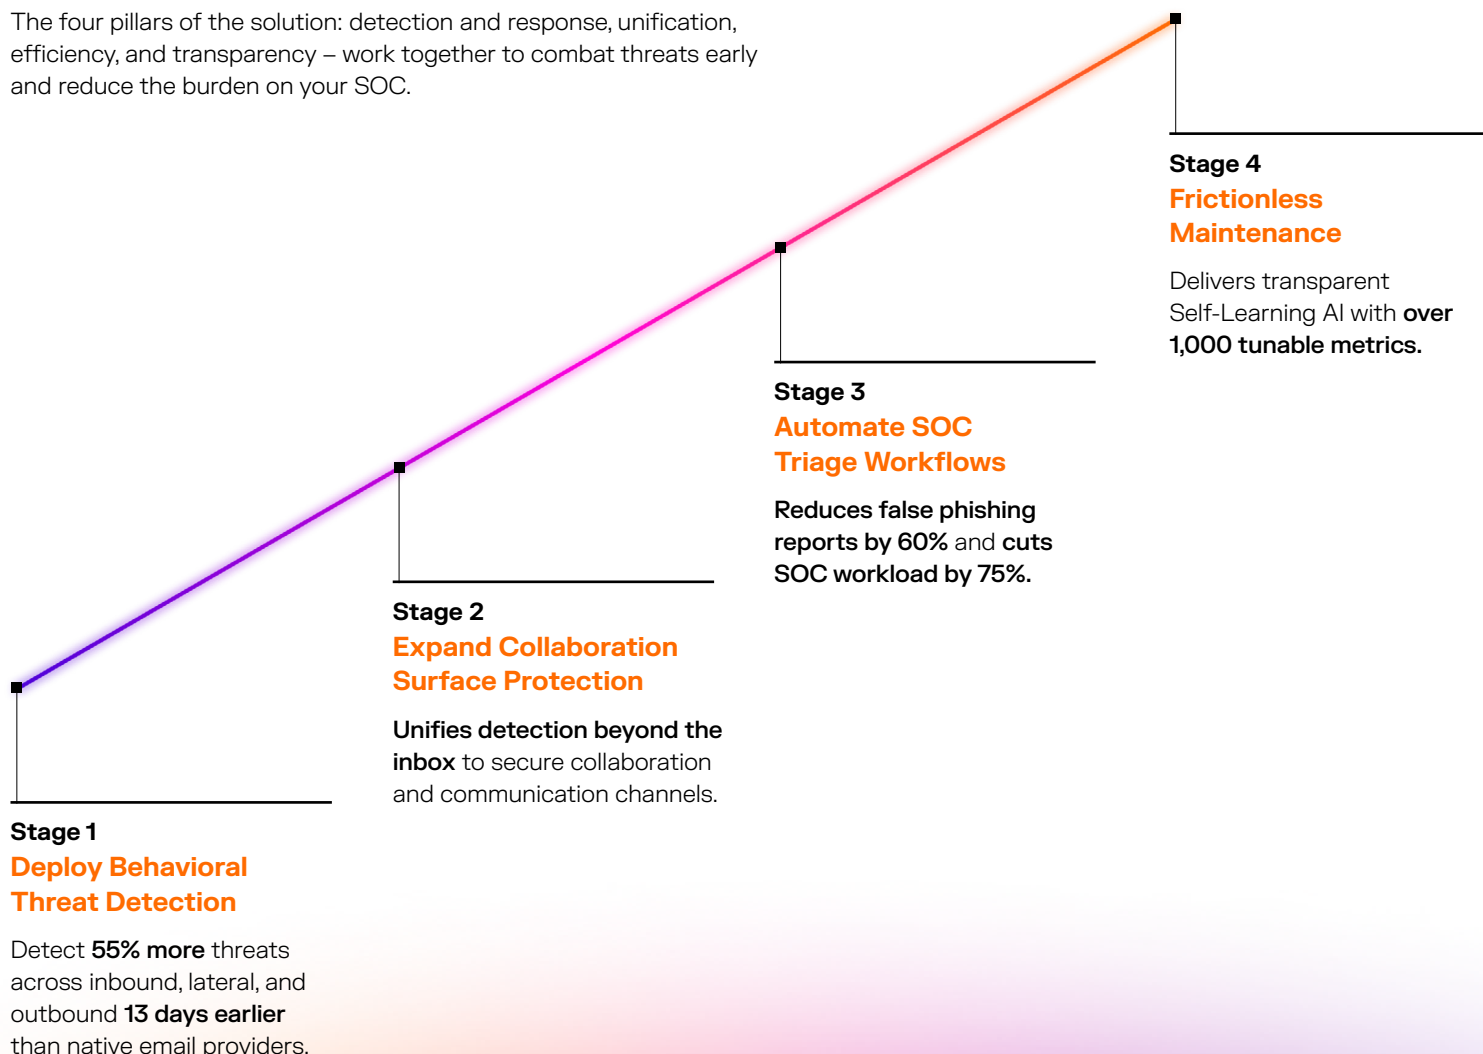 The four pillars of the solution: detection and response, unification,
efficiency, and transparency – work together to combat threats early
and reduce the burden on your SOC.
Stage 1
Deploy Behavioral
Threat Detection
Detect 55% more threats
across inbound, lateral, and
outbound 13 days earlier
than native email providers.
Stage 2
Expand Collaboration
Surface Protection
Unifies detection beyond the
inbox to secure collaboration
and communication channels.
Stage 3
Automate SOC
Triage Workflows
Reduces false phishing
reports by 60% and cuts
SOC workload by 75%.
Stage 4
Frictionless
Maintenance
Delivers transparent
Self-Learning AI with over
1,000 tunable metrics.